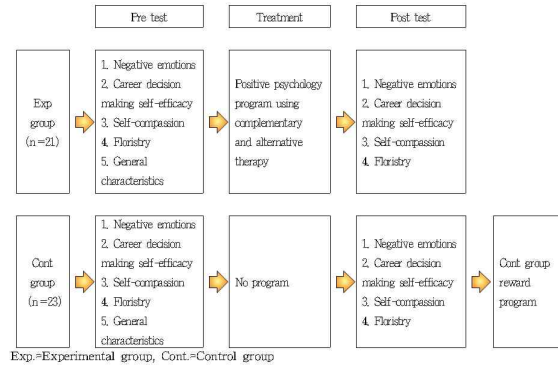 Pre test
Treatment
Post test
Exp
group
(n=21)
1. Negative emotions
2. Career decision
making self-efficacy
3. Self-compassion
4. Floristry
5. General
characteristics
Positive psychology
program using
complementary
and alternative
therapy
1. Negative emotions
2. Career decision
making self-efficacy
3. Self-compassion
4. Floristry
Cont
group
(n=23)
1. Negative emotions
2. Career decision
making self-efficacy
3. Self-compassion
4. Floristry
5. General
characteristics
No program
1. Negative emotions
2. Career decision
making self-efficacy
3. Self-compassion
4. Floristry
Cont group
reward
program
Exp.=Experimental group, Cont.=Control group